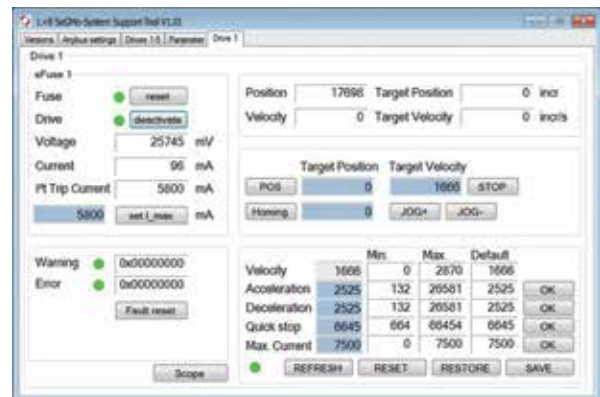 L+B SeGMo-System Support Tool V1.01
Versions Anybus settings Drives 1-5 Parameter Drive 1
Drive 1
eFuse 1
Fuse reset
Drive deactivate
Voltage 25745 mV
Current 96 mA
I²t Trip Current 5800 mA
5800 set I_max mA
Position 17698 Target Position 0 incr
Velocity 0 Target Velocity 0 incr/s
Target Position Target Velocity
POS 0 1666 STOP
Homing 0 JOG+ JOG-
Warning 0x00000000
Error 0x00000000
Fault reset
Scope
Min Max Default
Velocity 1666 0 2870 1666
Acceleration 2525 132 26581 2525 OK
Deceleration 2525 132 26581 2525 OK
Quick stop 6645 664 66454 6645 OK
Max. Current 7500 0 7500 7500 OK
REFRESH RESET RESTORE SAVE